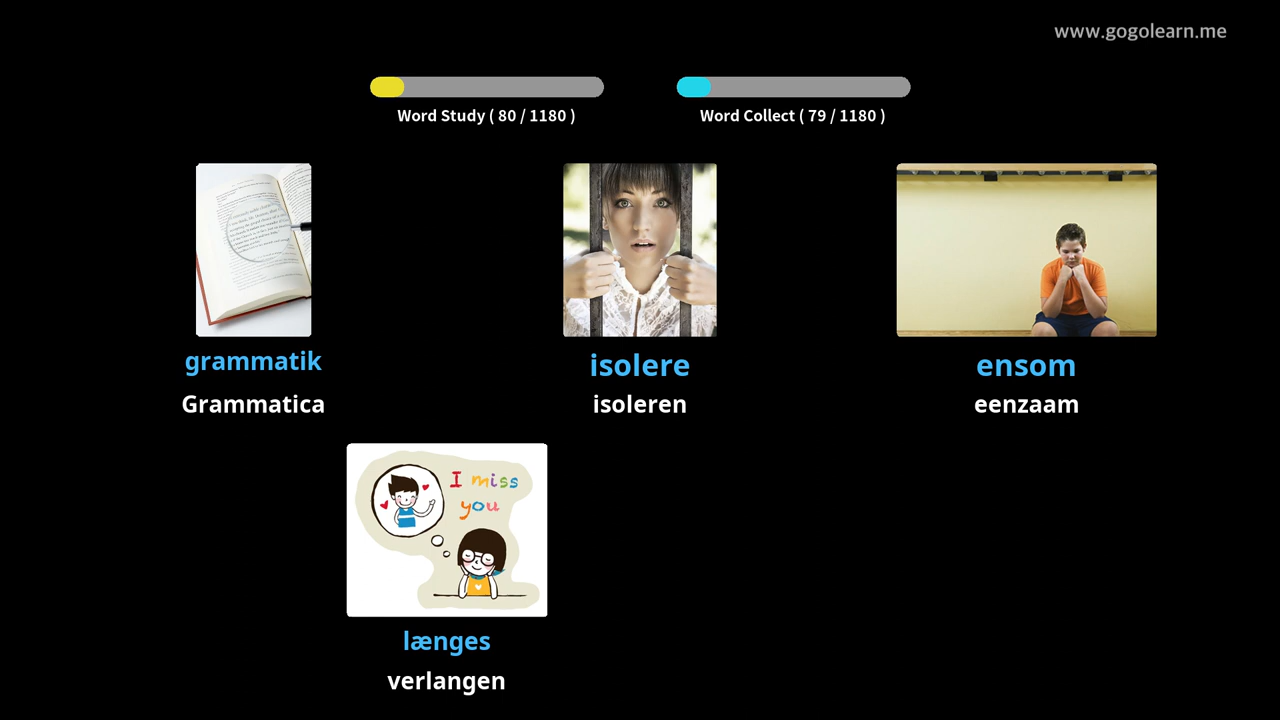 www.gogolearn.me
Word Study ( 80 / 1180 )
Word Collect ( 79 / 1180 )
grammatik
Grammatica
isolere
isoleren
ensom
eenzaam
I miss
you
længes
verlangen